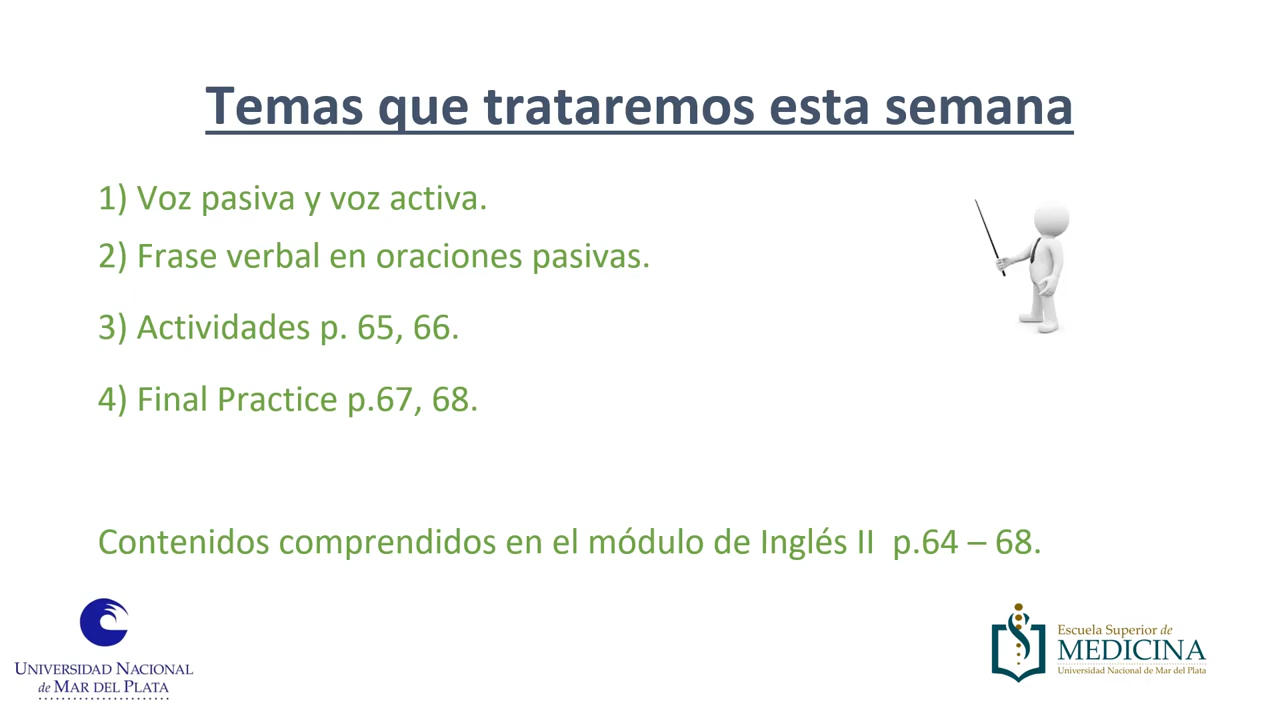 Temas que trataremos esta semana
1) Voz pasiva y voz activa.
2) Frase verbal en oraciones pasivas.
3) Actividades p. 65, 66.
4) Final Practice p.67, 68.
Contenidos comprendidos en el módulo de Inglés II  p.64 – 68.
UNIVERSIDAD NACIONAL
de MAR DEL PLATA
Escuela Superior de
MEDICINA
Universidad Nacional de Mar del Plata